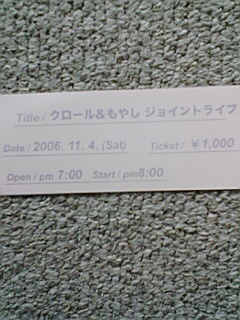 Title / クロール&もやし ジョイントライブ
Date / 2006. 11. 4. (Sat) Ticket / ￥1,000
Open / pm 7:00 Start / pm8:00